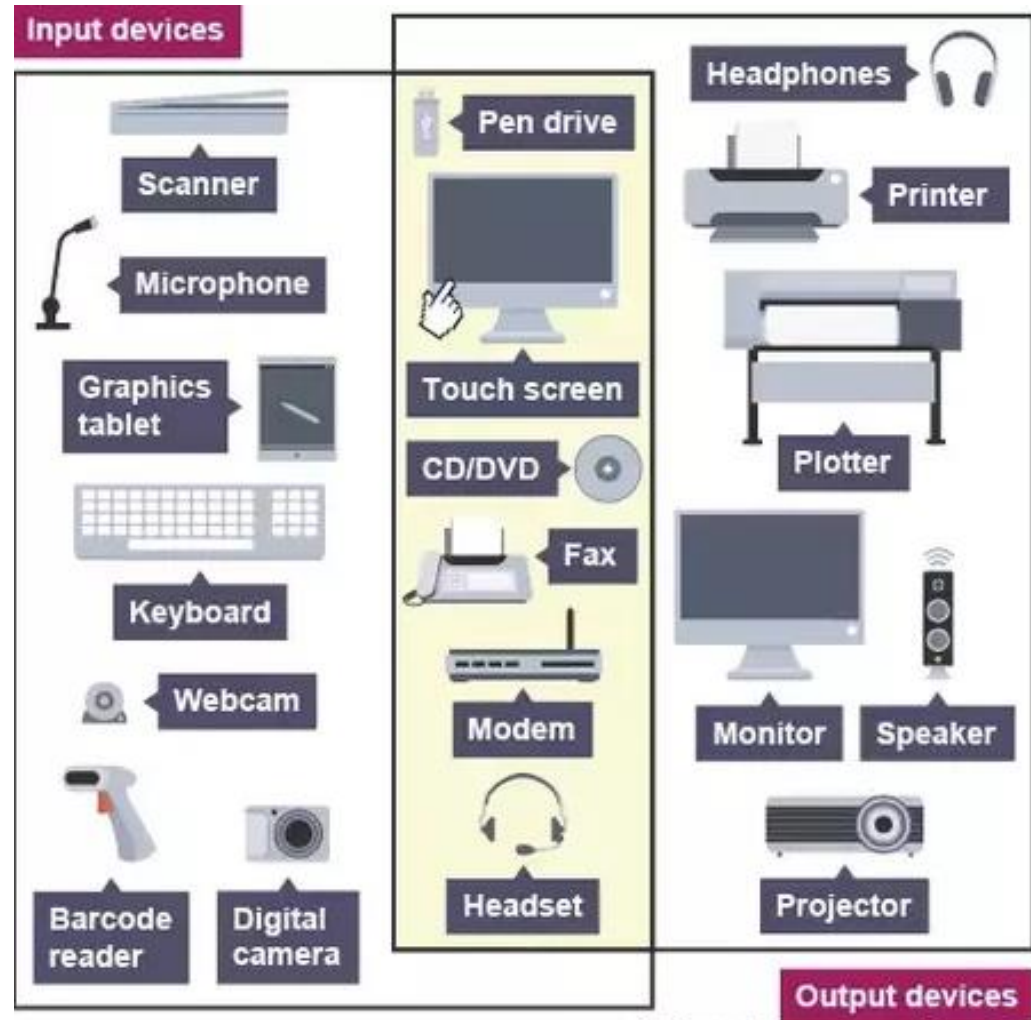 Input devices
Scanner
Microphone
Graphics
tablet
Keyboard
Webcam
Barcode
reader
Digital
camera
Pen drive
Touch screen
CD/DVD
Fax
Modem
Headset
Headphones
Printer
Plotter
Monitor
Speaker
Projector
Output devices